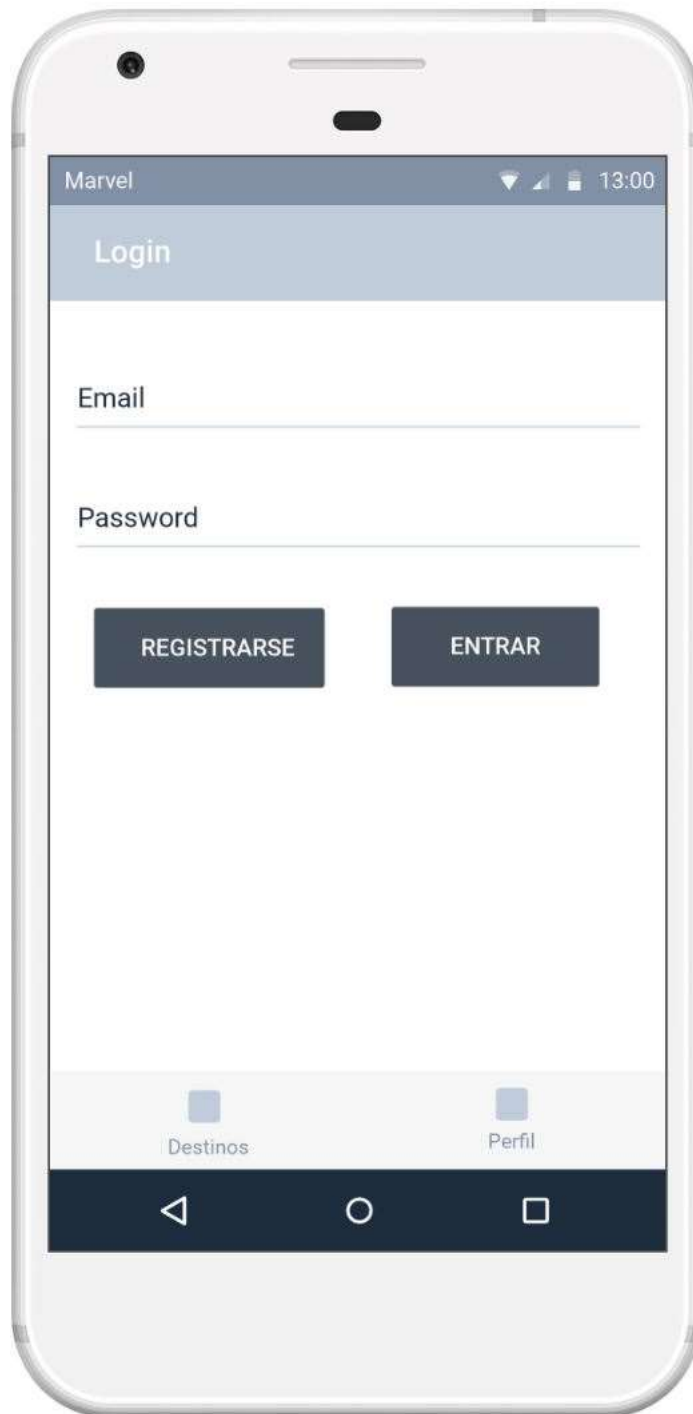 Marvel 13:00
Login
Email
Password
REGISTRARSE ENTRAR
Destinos Perfil